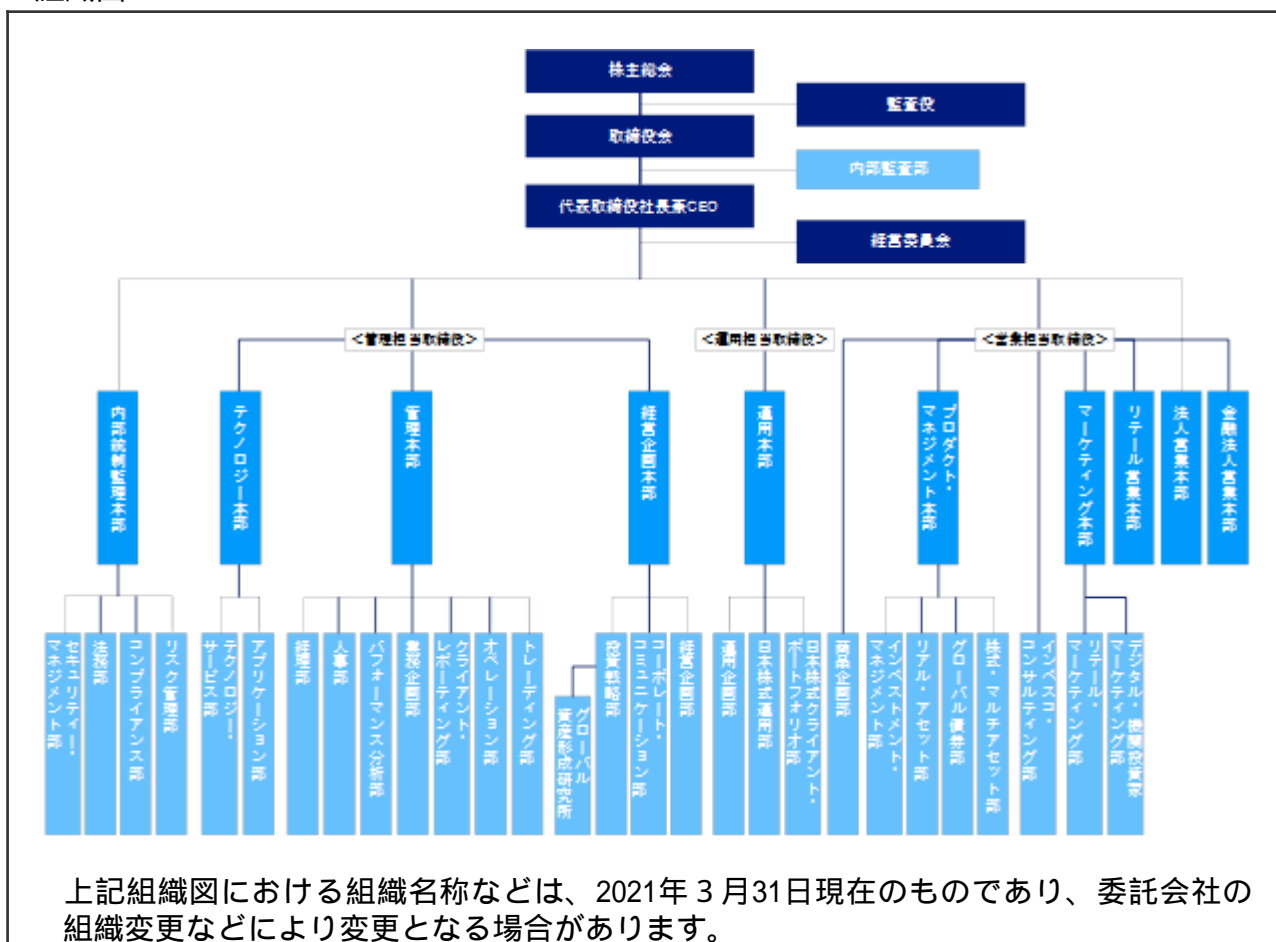 株主総会
監査役
取締役会
内部監査部
代表取締役社長兼CEO
経営委員会
＜管理担当取締役＞
＜運用担当取締役＞
＜営業担当取締役＞
内部統制監理本部
テクノロジー本部
管理本部
経営企画本部
運用本部
プロダクト・
マネジメント本部
マーケティング本部
リテール営業本部
法人営業本部
金融法人営業本部
セキュリティー・
マネジメント部
法務部
コンプライアンス部
リスク管理部
テクノロジー・
サービス部
アプリケーション部
経理部
人事部
パフォーマンス分析部
業務企画部
クライアント・
レポーティング部
オペレーション部
トレーディング部
グローバル
資産形成研究所
投資戦略部
コーポレート・
コミュニケーション部
経営企画部
運用企画部
日本株式運用部
日本株式クライアント・
ポートフォリオ部
商品企画部
インベストメント・
マネジメント部
リアル・アセット部
グローバル債券部
株式・マルチアセット部
インベスコ・
コンサルティング部
リテール・
マーケティング部
デジタル・機関投資家
マーケティング部
上記組織図における組織名称などは、2021年３月31日現在のものであり、委託会社の
組織変更などにより変更となる場合があります。